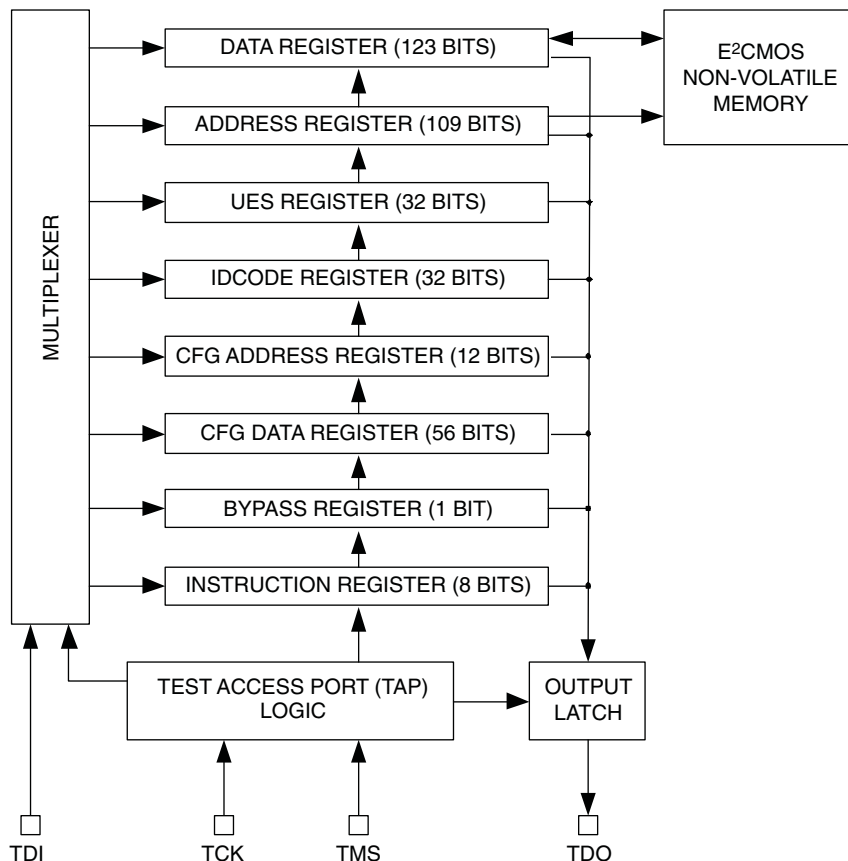 DATA REGISTER (123 BITS)
E²CMOS
NON-VOLATILE
MEMORY
ADDRESS REGISTER (109 BITS)
UES REGISTER (32 BITS)
IDCODE REGISTER (32 BITS)
CFG ADDRESS REGISTER (12 BITS)
CFG DATA REGISTER (56 BITS)
BYPASS REGISTER (1 BIT)
INSTRUCTION REGISTER (8 BITS)
MULTIPLEXER
TEST ACCESS PORT (TAP)
LOGIC
OUTPUT
LATCH
TDI
TCK
TMS
TDO